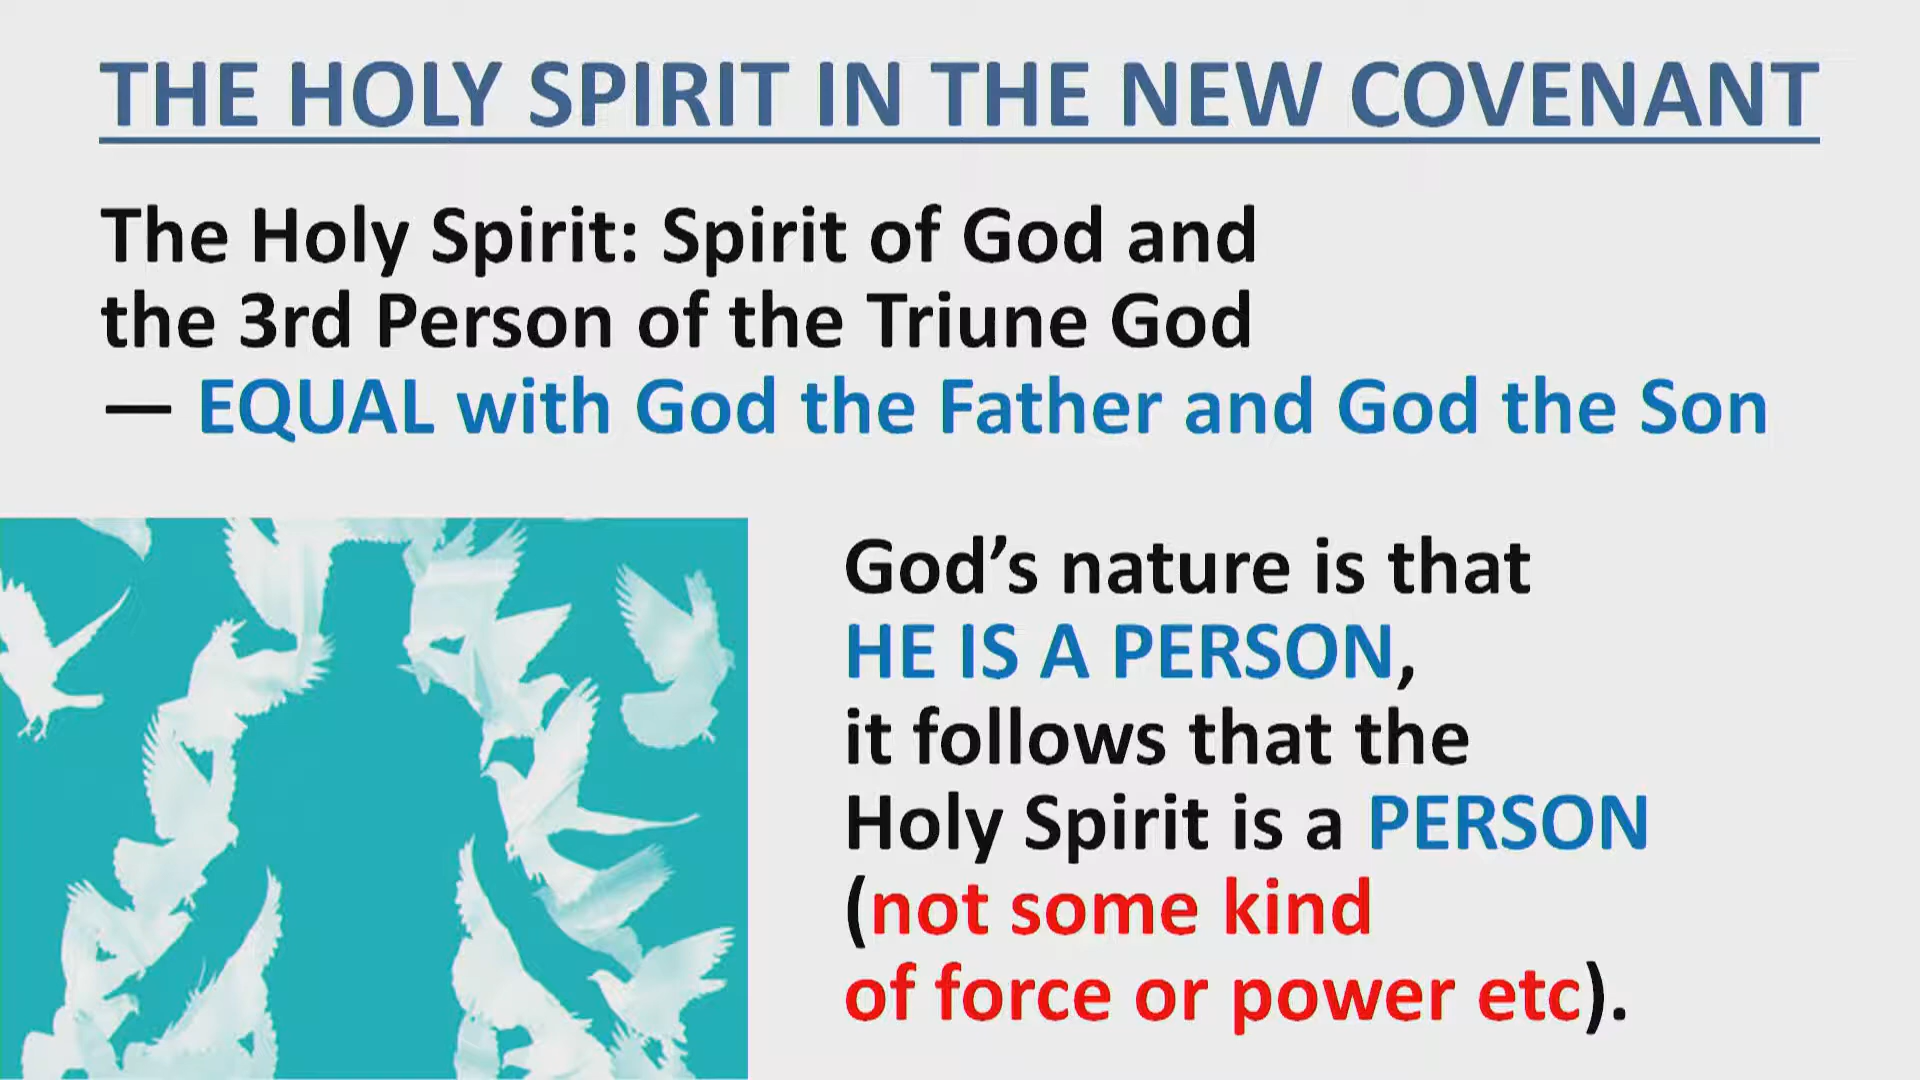 THE HOLY SPIRIT IN THE NEW COVENANT
The Holy Spirit: Spirit of God and
the 3rd Person of the Triune God
— EQUAL with God the Father and God the Son
God’s nature is that
HE IS A PERSON,
it follows that the
Holy Spirit is a PERSON
(not some kind
of force or power etc).